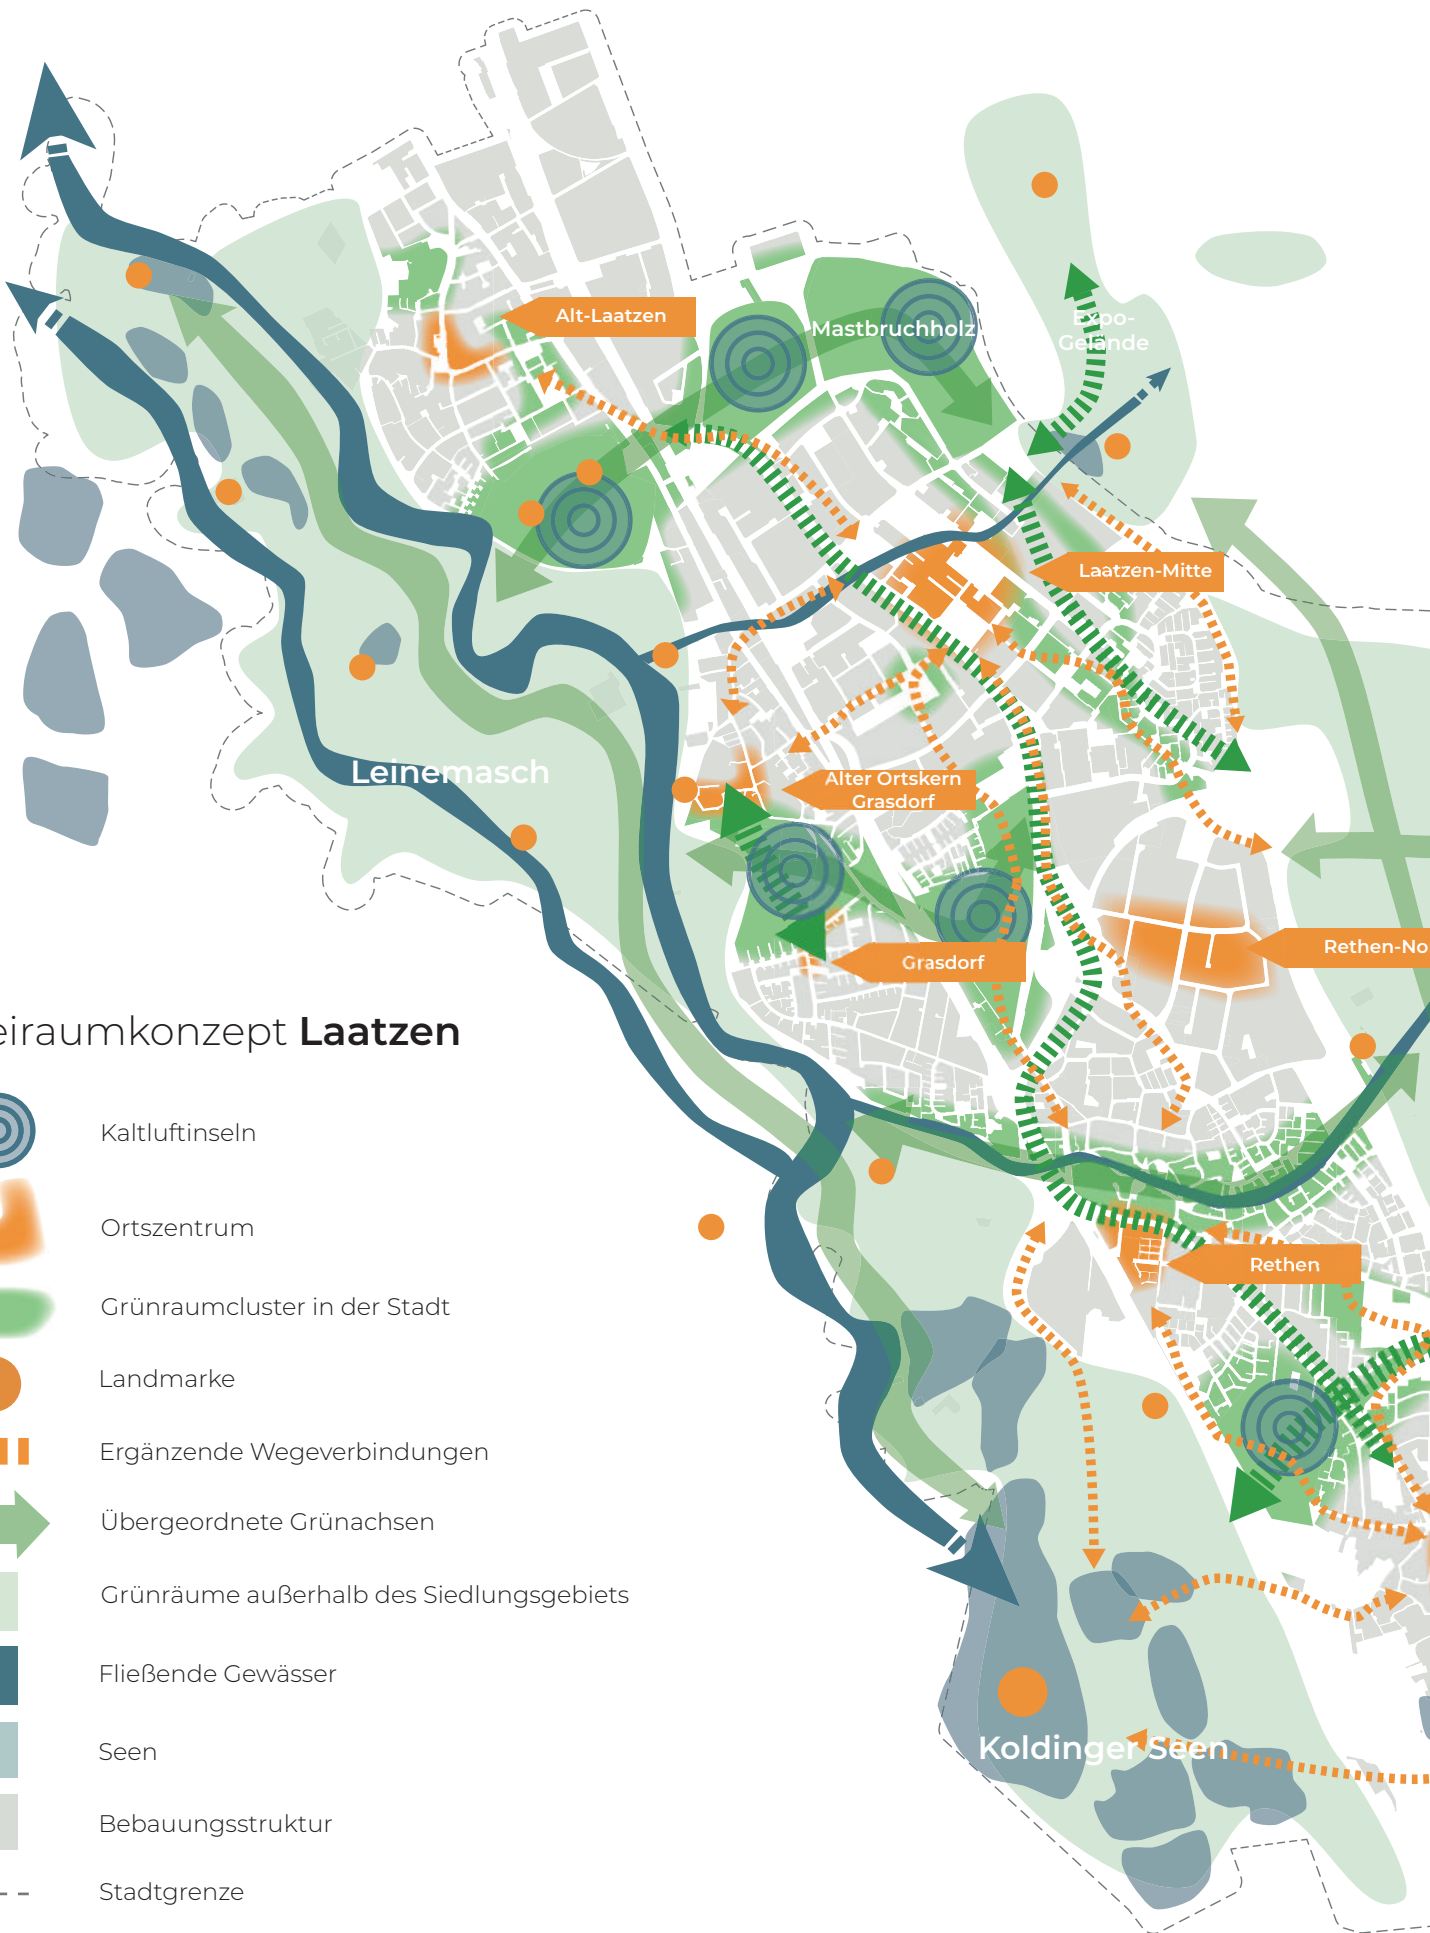 Alt-Laatzen
Mastbruchholz
Expo-
Gelände
Laatzen-Mitte
Leinemasch
Alter Ortskern
Grasdorf
Rethen-No
Grasdorf
eiraumkonzept Laatzen
Kaltluftinseln
Ortszentrum
Rethen
Grünraumcluster in der Stadt
Landmarke
Ergänzende Wegeverbindungen
Übergeordnete Grünachsen
Grünräume außerhalb des Siedlungsgebiets
Fließende Gewässer
Koldinger Seen
Seen
Bebauungsstruktur
Stadtgrenze